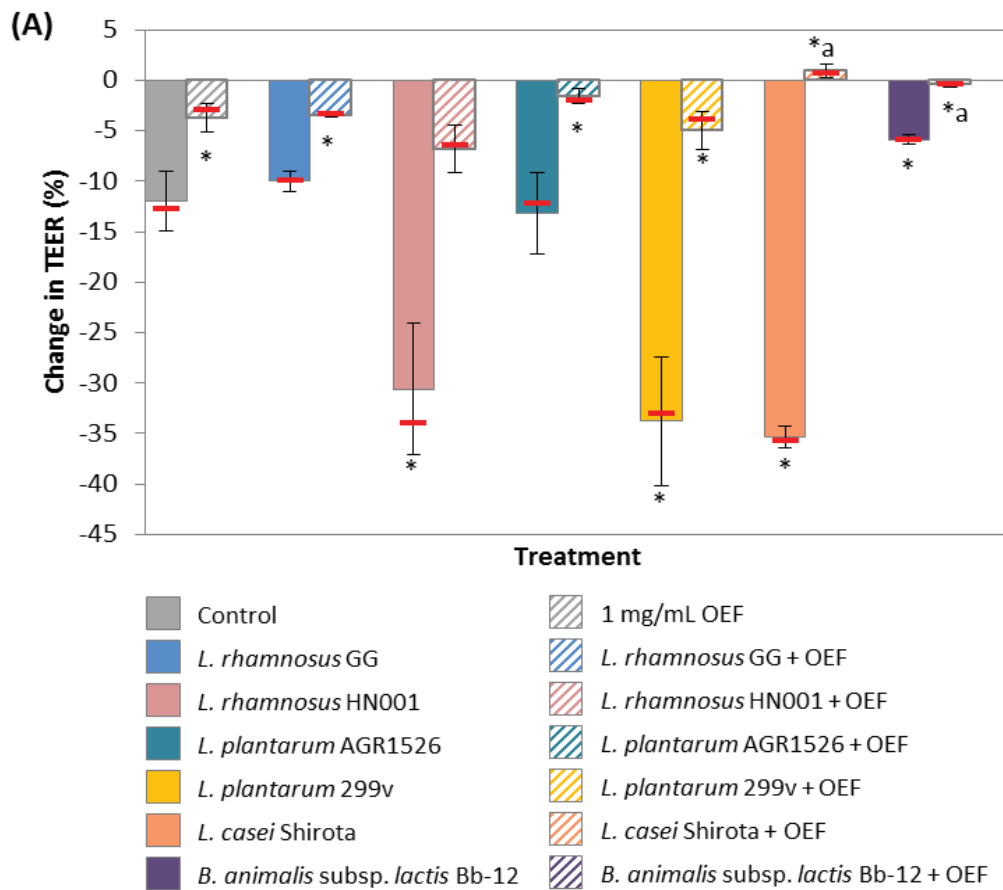 (A)
Change in TEER (%)
5
0
-5
-10
-15
-20
-25
-30
-35
-40
-45
*
*
*
*
*
*
*
*a
*
*
*a
Treatment
Control
1 mg/mL OEF
L. rhamnosus GG
L. rhamnosus GG + OEF
L. rhamnosus HN001
L. rhamnosus HN001 + OEF
L. plantarum AGR1526
L. plantarum AGR1526 + OEF
L. plantarum 299v
L. plantarum 299v + OEF
L. casei Shirota
L. casei Shirota + OEF
B. animalis subsp. lactis Bb-12
B. animalis subsp. lactis Bb-12 + OEF